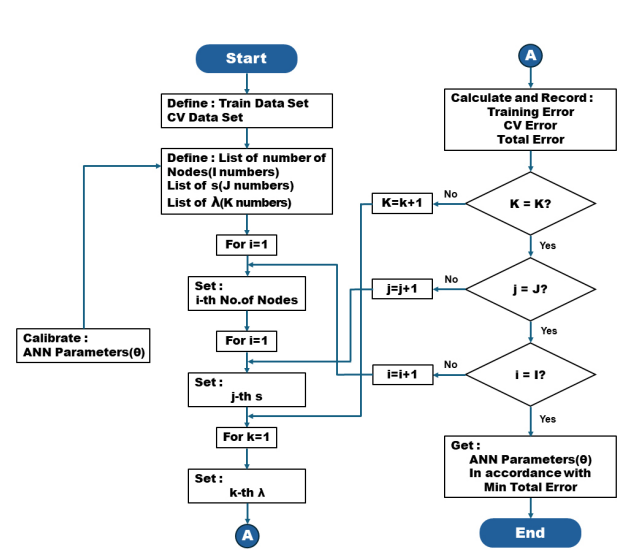 Start
Define : Train Data Set
CV Data Set
Define : List of number of
Nodes(I numbers)
List of s(J numbers)
List of λ(K numbers)
For i=1
Set :
i-th No.of Nodes
For i=1
Set :
j-th s
For k=1
Set :
k-th λ
A
Calibrate :
ANN Parameters(θ)
A
Calculate and Record :
Training Error
CV Error
Total Error
K = K?
No
K=k+1
Yes
j = J?
No
j=j+1
Yes
i = I?
No
i=i+1
Yes
Get :
ANN Parameters(θ)
In accordance with
Min Total Error
End